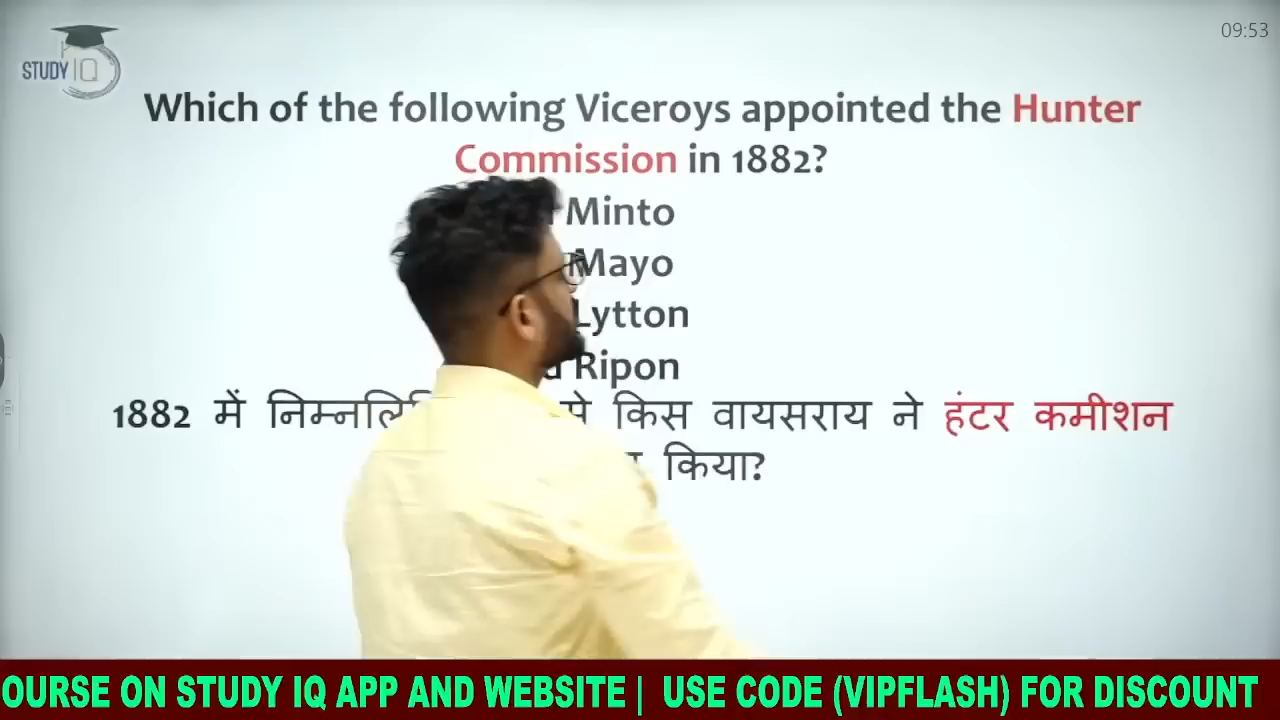 STUDY IQ
09:53
Which of the following Viceroys appointed the Hunter
Commission in 1882?
Minto
Mayo
Lytton
Ripon
1882 में से किस वायसराय ने हंटर कमीशन
किया?
OURSE ON STUDY IQ APP AND WEBSITE | USE CODE (VIPFLASH) FOR DISCOUNT